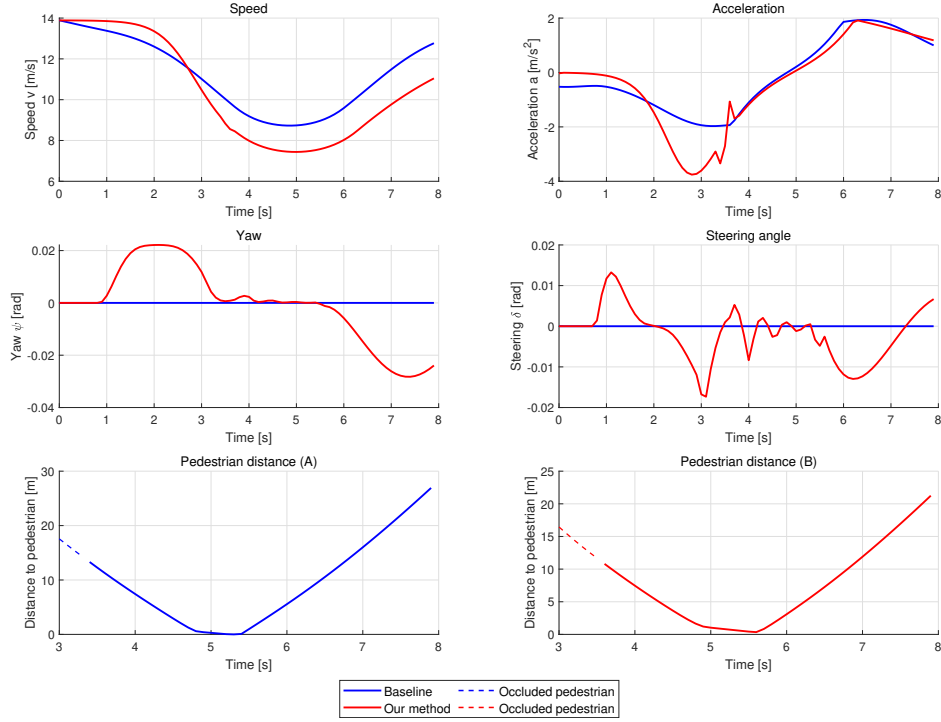 Speed
Speed v [m/s]
14
12
10
8
6
0 1 2 3 4 5 6 7 8
Time [s]
Acceleration
Acceleration a [m/s²]
2
0
-2
-4
0 1 2 3 4 5 6 7 8
Time [s]
Yaw
Yaw ψ [rad]
0.02
0
-0.02
-0.04
0 1 2 3 4 5 6 7 8
Time [s]
Steering angle
Steering δ [rad]
0.02
0.01
0
-0.01
-0.02
0 1 2 3 4 5 6 7 8
Time [s]
Pedestrian distance (A)
Distance to pedestrian [m]
30
20
10
0
3 4 5 6 7 8
Time [s]
Pedestrian distance (B)
Distance to pedestrian [m]
25
20
15
10
5
0
3 4 5 6 7 8
Time [s]
Baseline Occluded pedestrian
Our method Occluded pedestrian